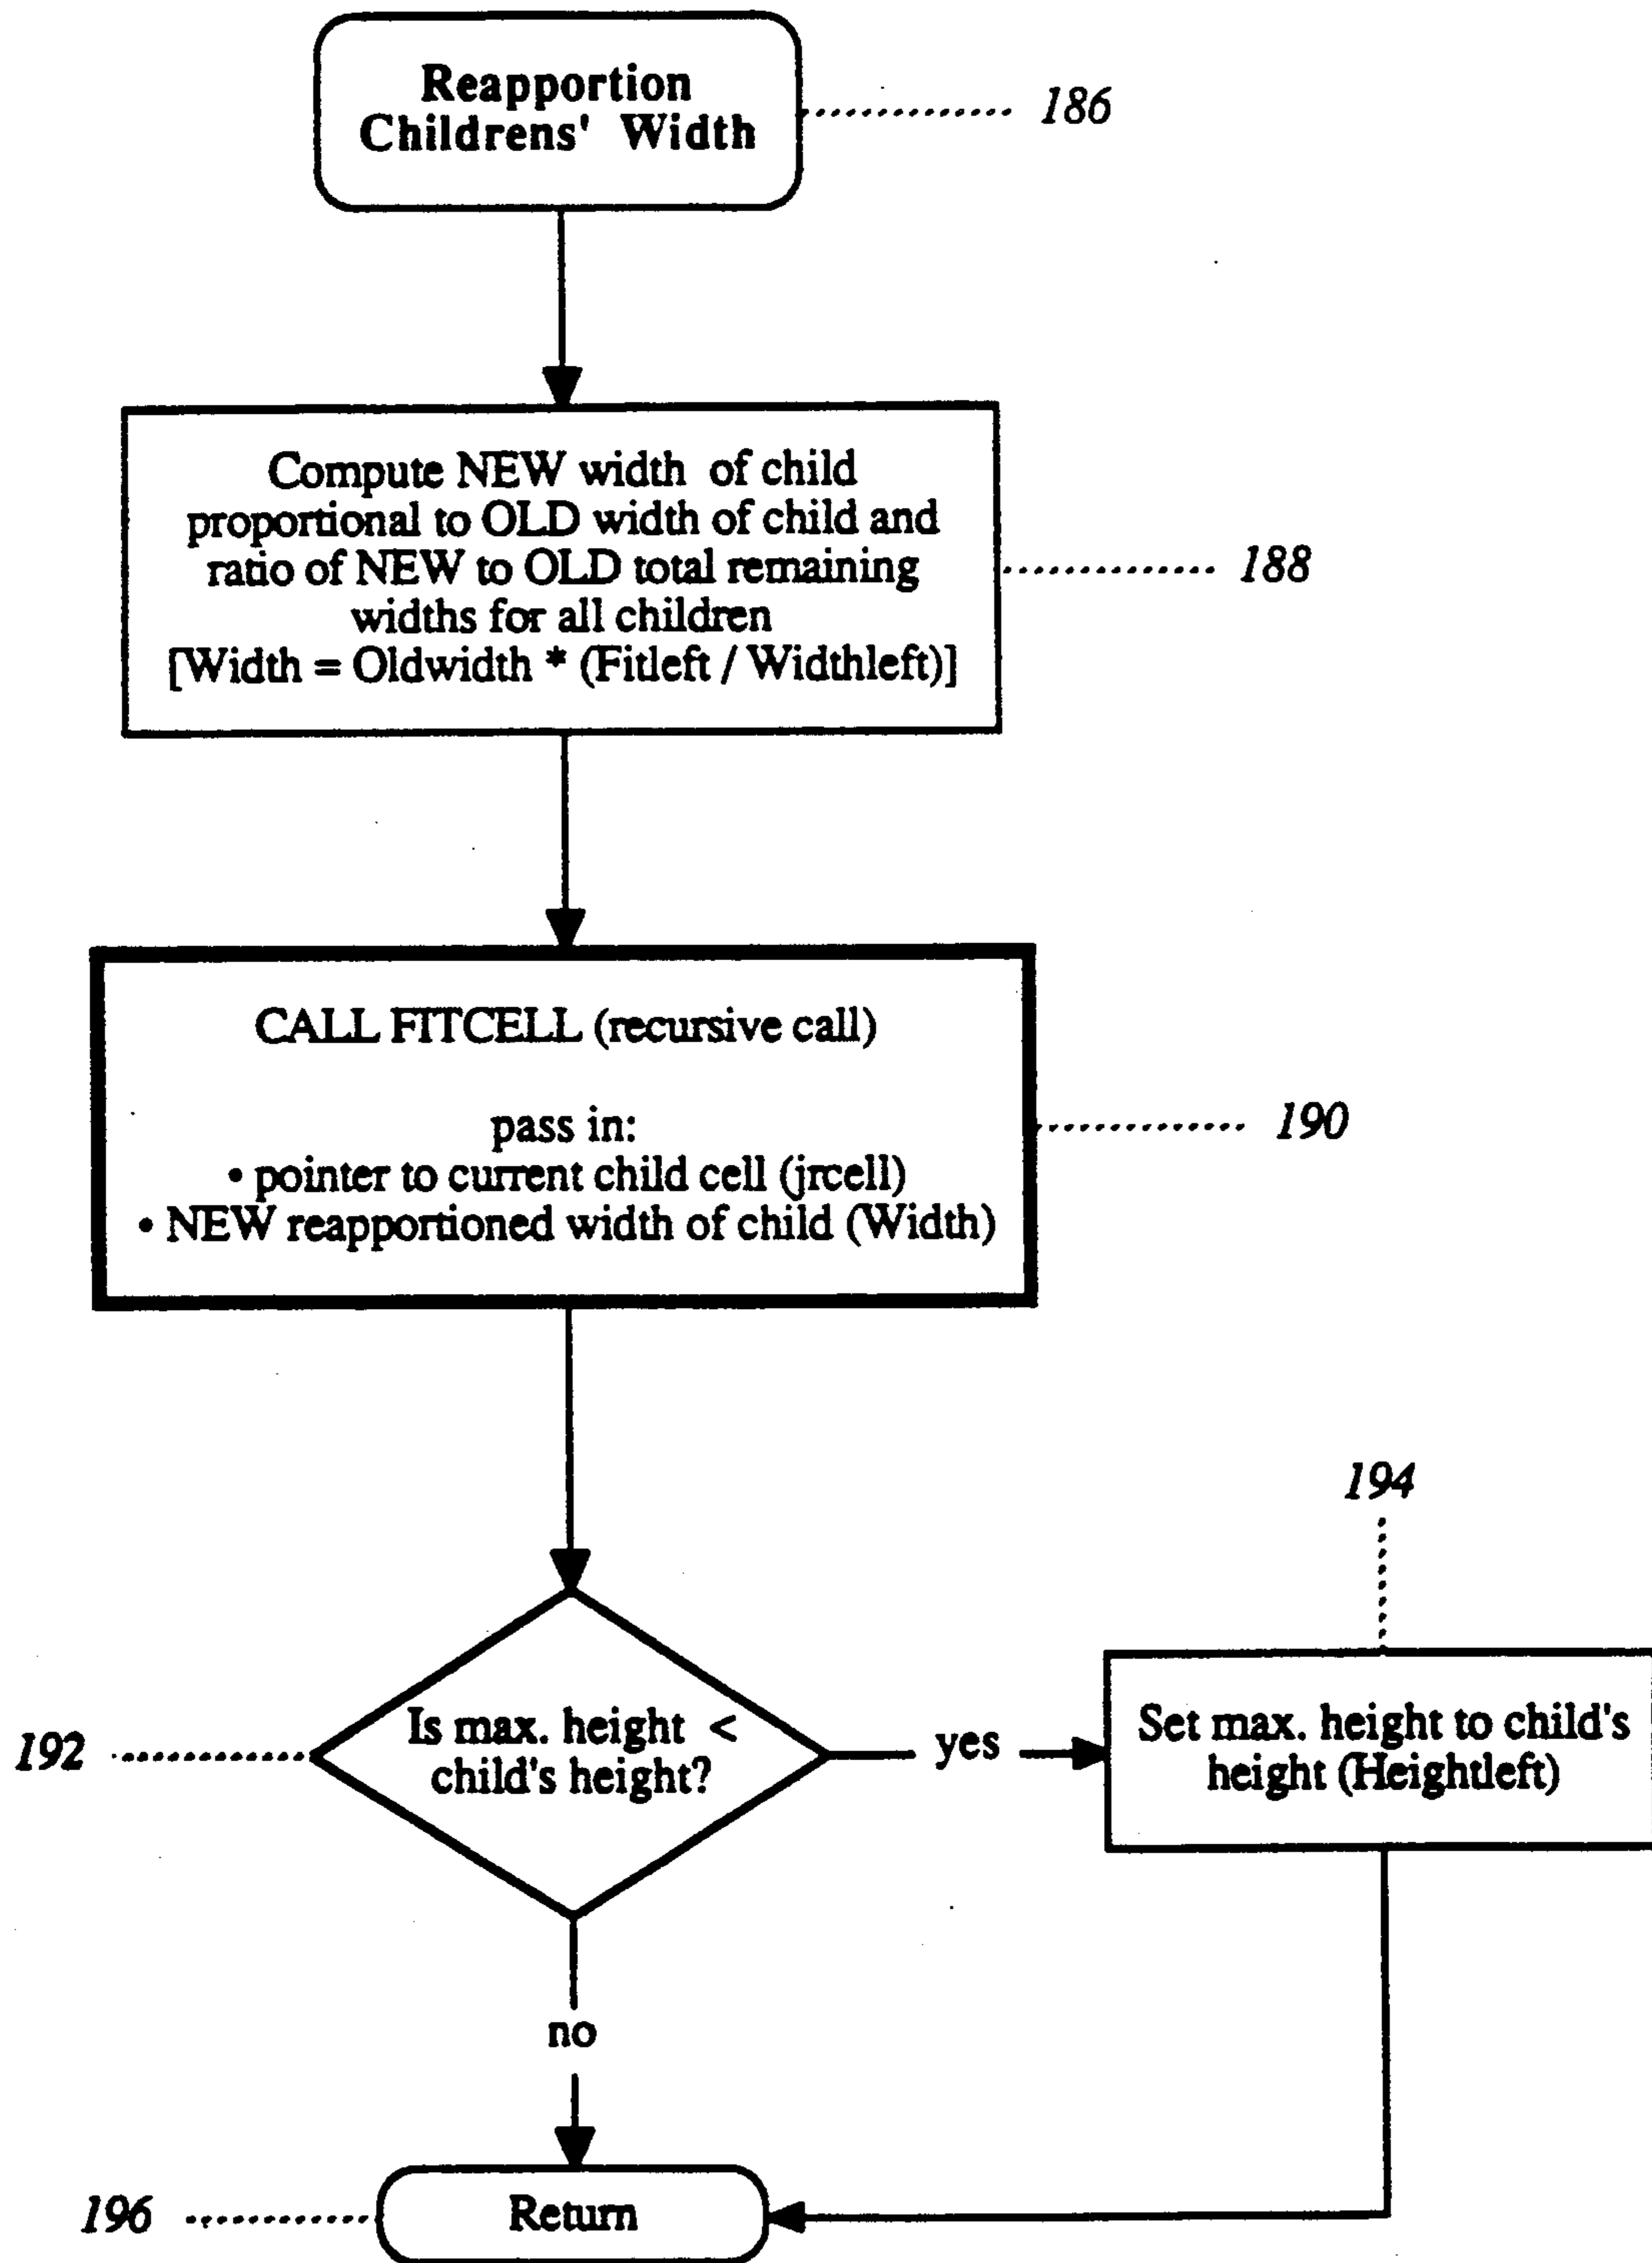 Reapportion
Childrens' Width
186
Compute NEW width of child
proportional to OLD width of child and
ratio of NEW to OLD total remaining
widths for all children
[Width = Oldwidth * (Fitleft / Widthleft)]
188
CALL FITCELL (recursive call)
pass in:
• pointer to current child cell (jrcell)
• NEW reapportioned width of child (Width)
190
194
192
Is max. height <
child's height?
yes
Set max. height to child's
height (Heightleft)
no
196
Return